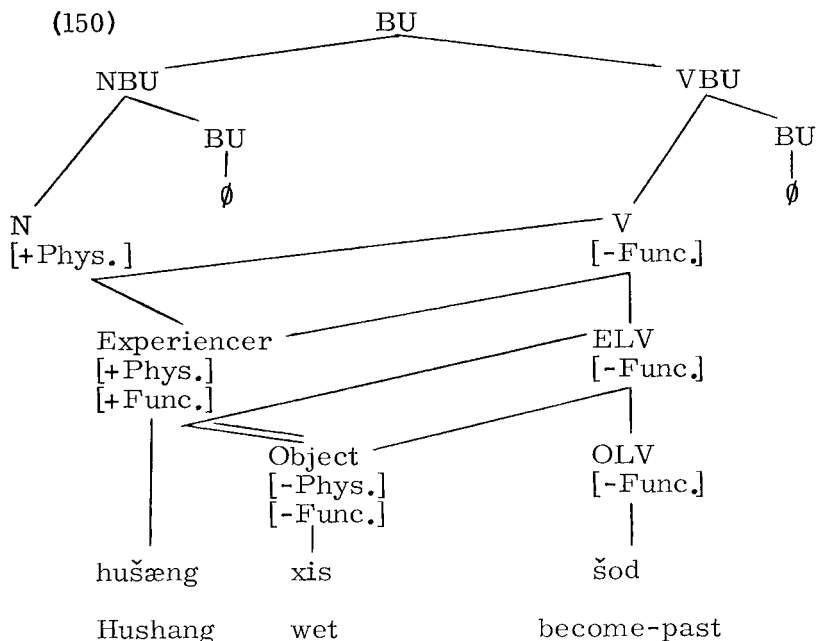 (150) BU
NBU VBU
BU BU
∅ ∅
N V
[+Phys.] [-Func.]
Experiencer ELV
[+Phys.] [-Func.]
[+Func.]
Object OLV
[-Phys.] [-Func.]
[-Func.]
hušæng xis šod
Hushang wet become-past